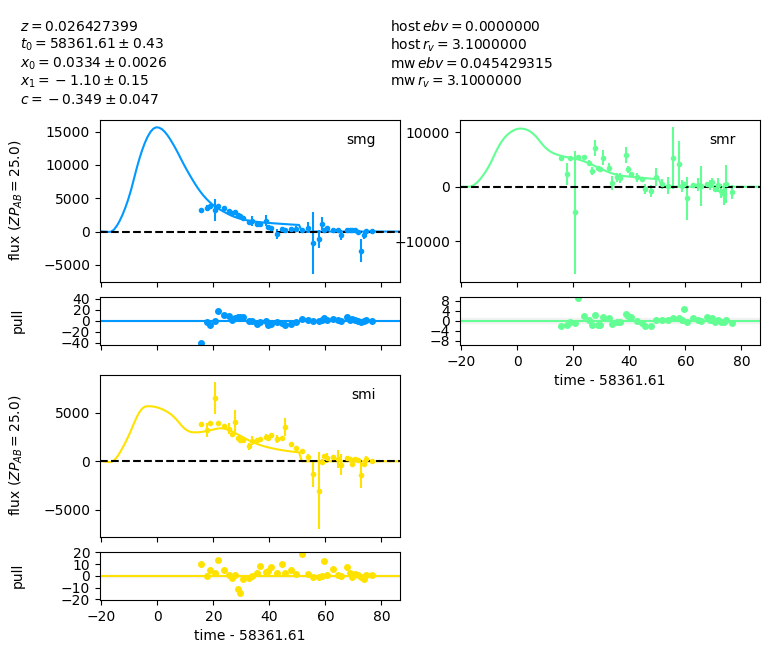 z = 0.026427399
t₀ = 58361.61 ± 0.43
x₀ = 0.0334 ± 0.0026
x₁ = −1.10 ± 0.15
c = −0.349 ± 0.047
host ebv = 0.0000000
host r_v = 3.1000000
mw ebv = 0.045429315
mw r_v = 3.1000000
smg
flux (ZP_AB = 25.0)
15000
10000
5000
0
−5000
smr
10000
0
−10000
pull
40
20
0
−20
−40
8
4
0
−4
−8
−20
0
20
40
60
80
time - 58361.61
smi
flux (ZP_AB = 25.0)
5000
0
−5000
pull
20
10
0
−10
−20
−20
0
20
40
60
80
time - 58361.61